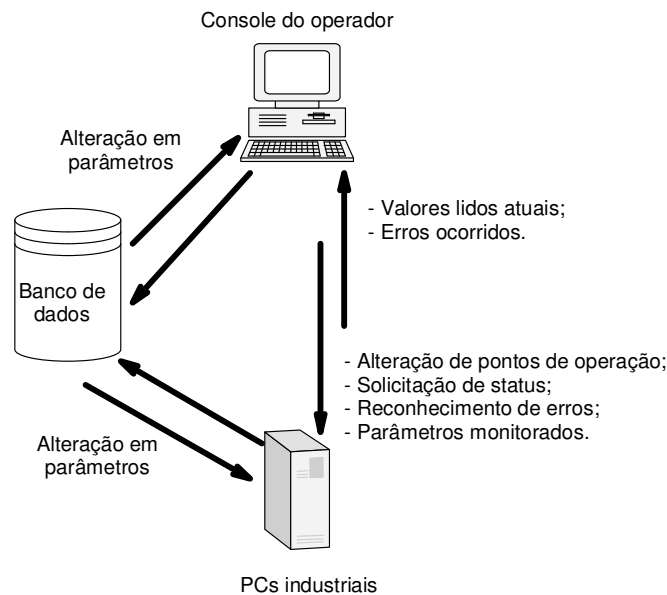 Console do operador
Alteração em
parâmetros
- Valores lidos atuais;
- Erros ocorridos.
Banco de
dados
- Alteração de pontos de operação;
- Solicitação de status;
- Reconhecimento de erros;
- Parâmetros monitorados.
Alteração em
parâmetros
PCs industriais